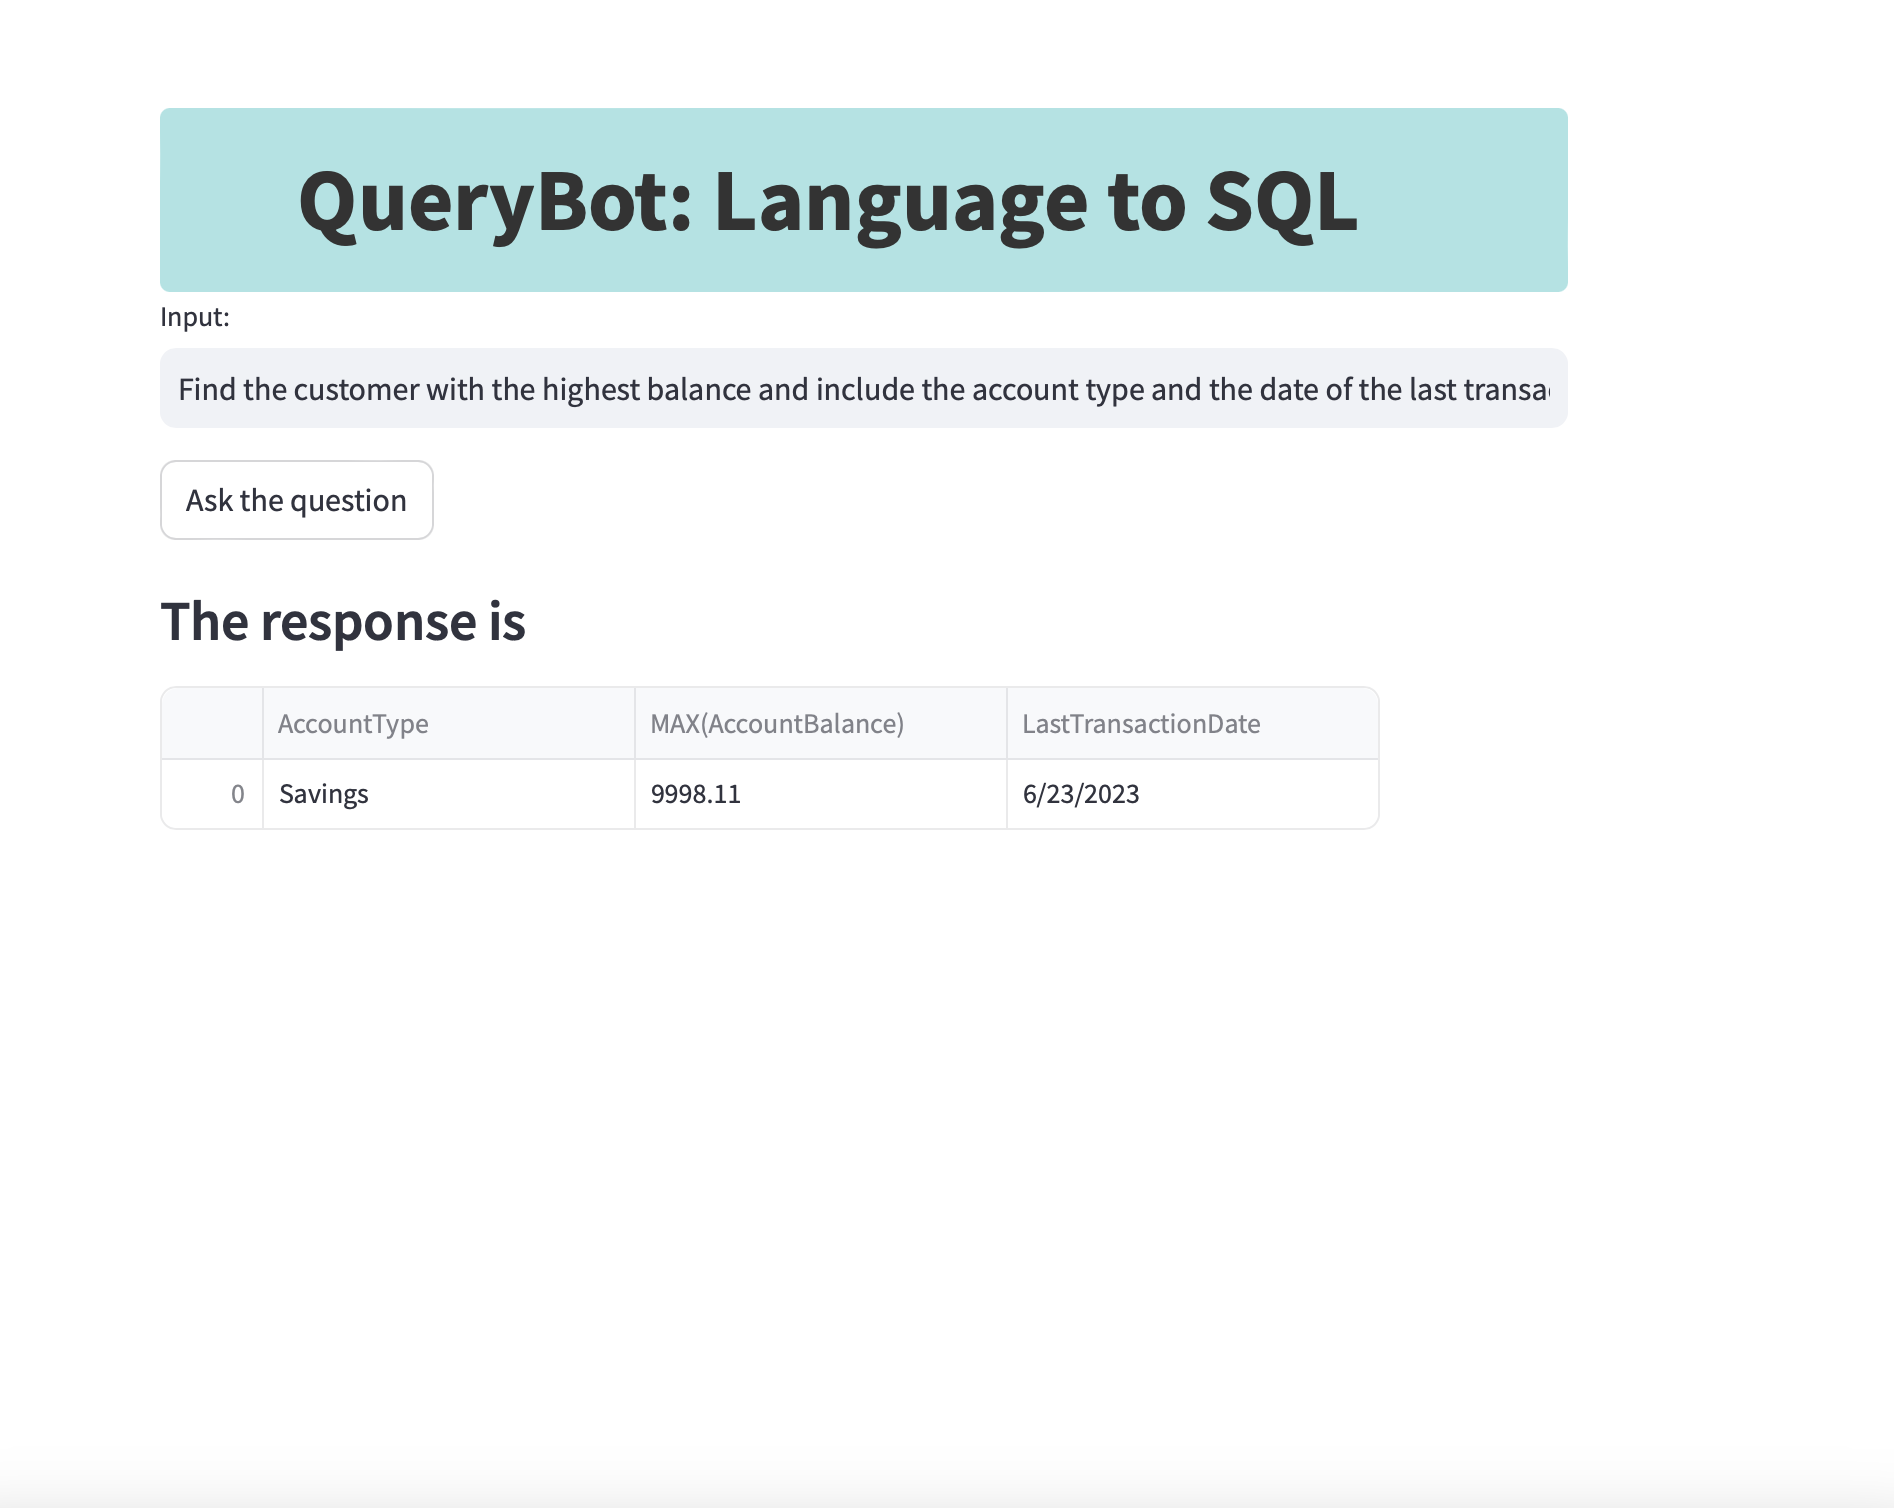 QueryBot: Language to SQL
Input:
Find the customer with the highest balance and include the account type and the date of the last
Ask the question
The response is
AccountType MAX(AccountBalance) LastTransactionDate
0 Savings 9998.11 6/23/2023